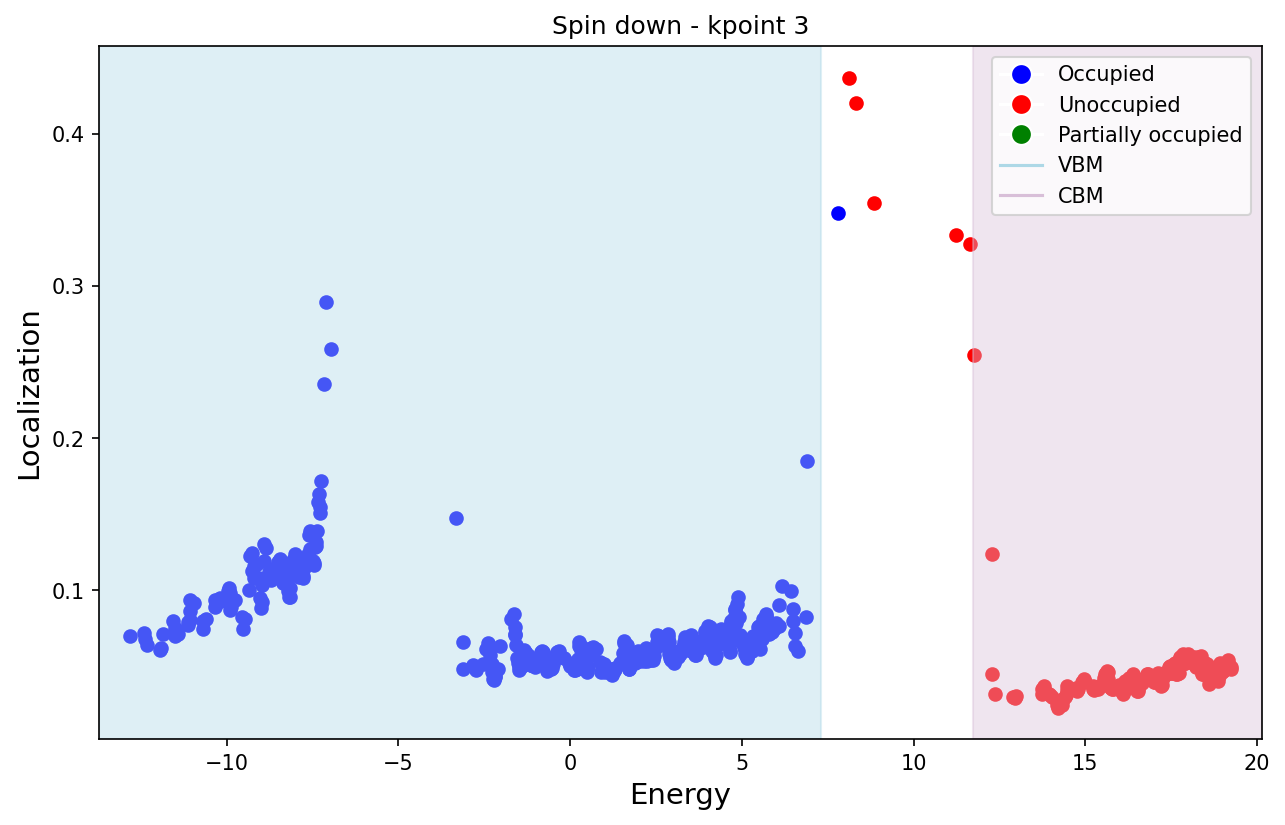 Spin down - kpoint 3
Occupied
Unoccupied
Partially occupied
VBM
CBM
Localization
0.4
0.3
0.2
0.1
−10
−5
0
5
10
15
20
Energy